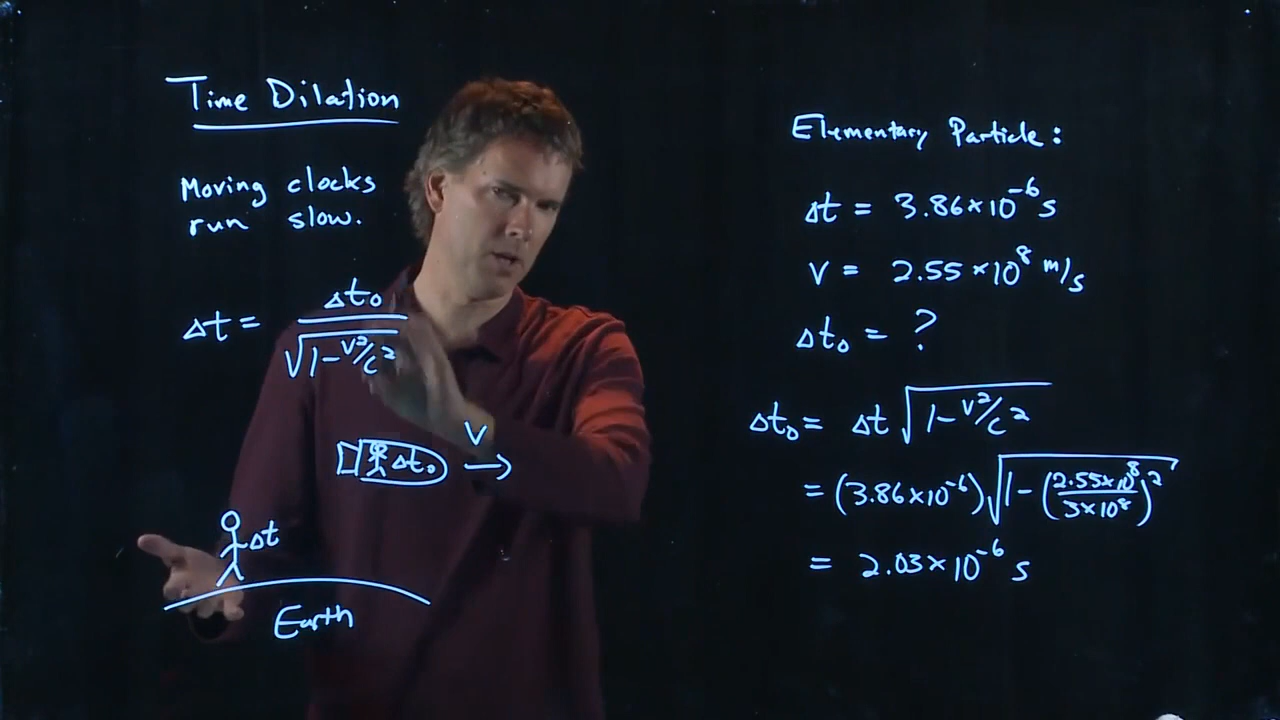 Time Dilation
Moving clocks
run slow.
Δt = Δt₀ / √(1 - v²/c²)
Δt₀
v
Δt
Earth
Elementary Particle:
Δt = 3.86 × 10⁻⁶ s
v = 2.55 × 10⁸ m/s
Δt₀ = ?
Δt₀ = Δt √(1 - v²/c²)
= (3.86×10⁻⁶) √(1 - (2.55×10⁸ / 3×10⁸)²)
= 2.03 × 10⁻⁶ s